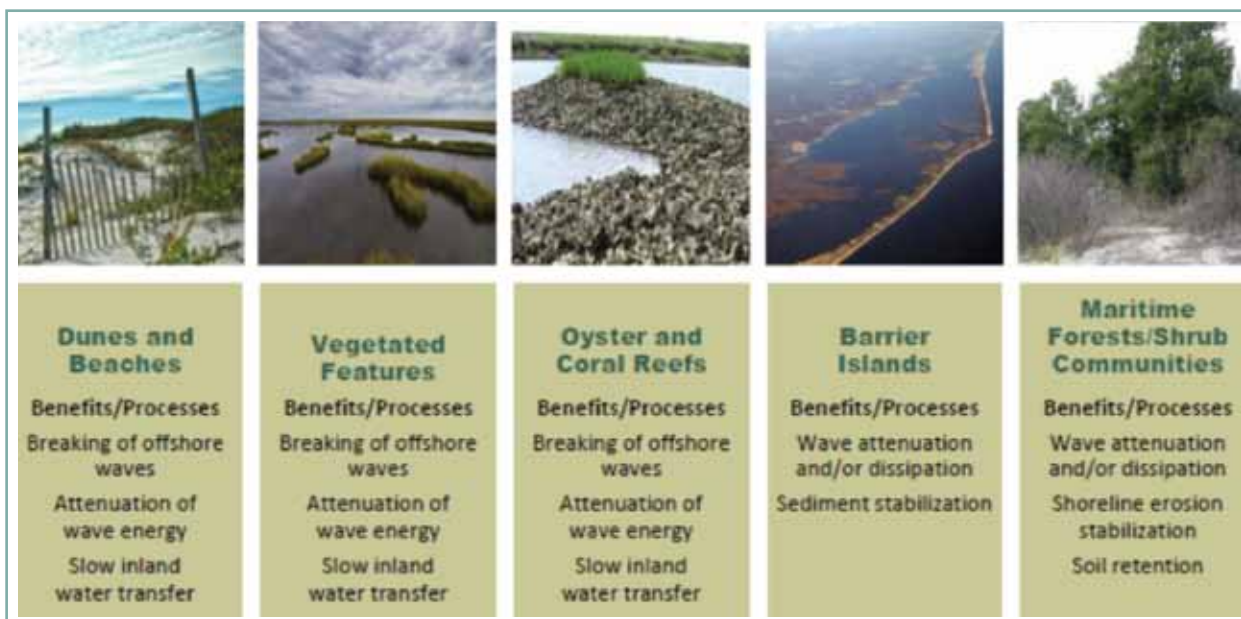 Dunes and
Beaches
Benefits/Processes
Breaking of offshore
waves
Attenuation of
wave energy
Slow inland
water transfer
Vegetated
Features
Benefits/Processes
Breaking of offshore
waves
Attenuation of
wave energy
Slow inland
water transfer
Oyster and
Coral Reefs
Benefits/Processes
Breaking of offshore
waves
Attenuation of
wave energy
Slow inland
water transfer
Barrier
Islands
Benefits/Processes
Wave attenuation
and/or dissipation
Sediment stabilization
Maritime
Forests/Shrub
Communities
Benefits/Processes
Wave attenuation
and/or dissipation
Shoreline erosion
stabilization
Soil retention